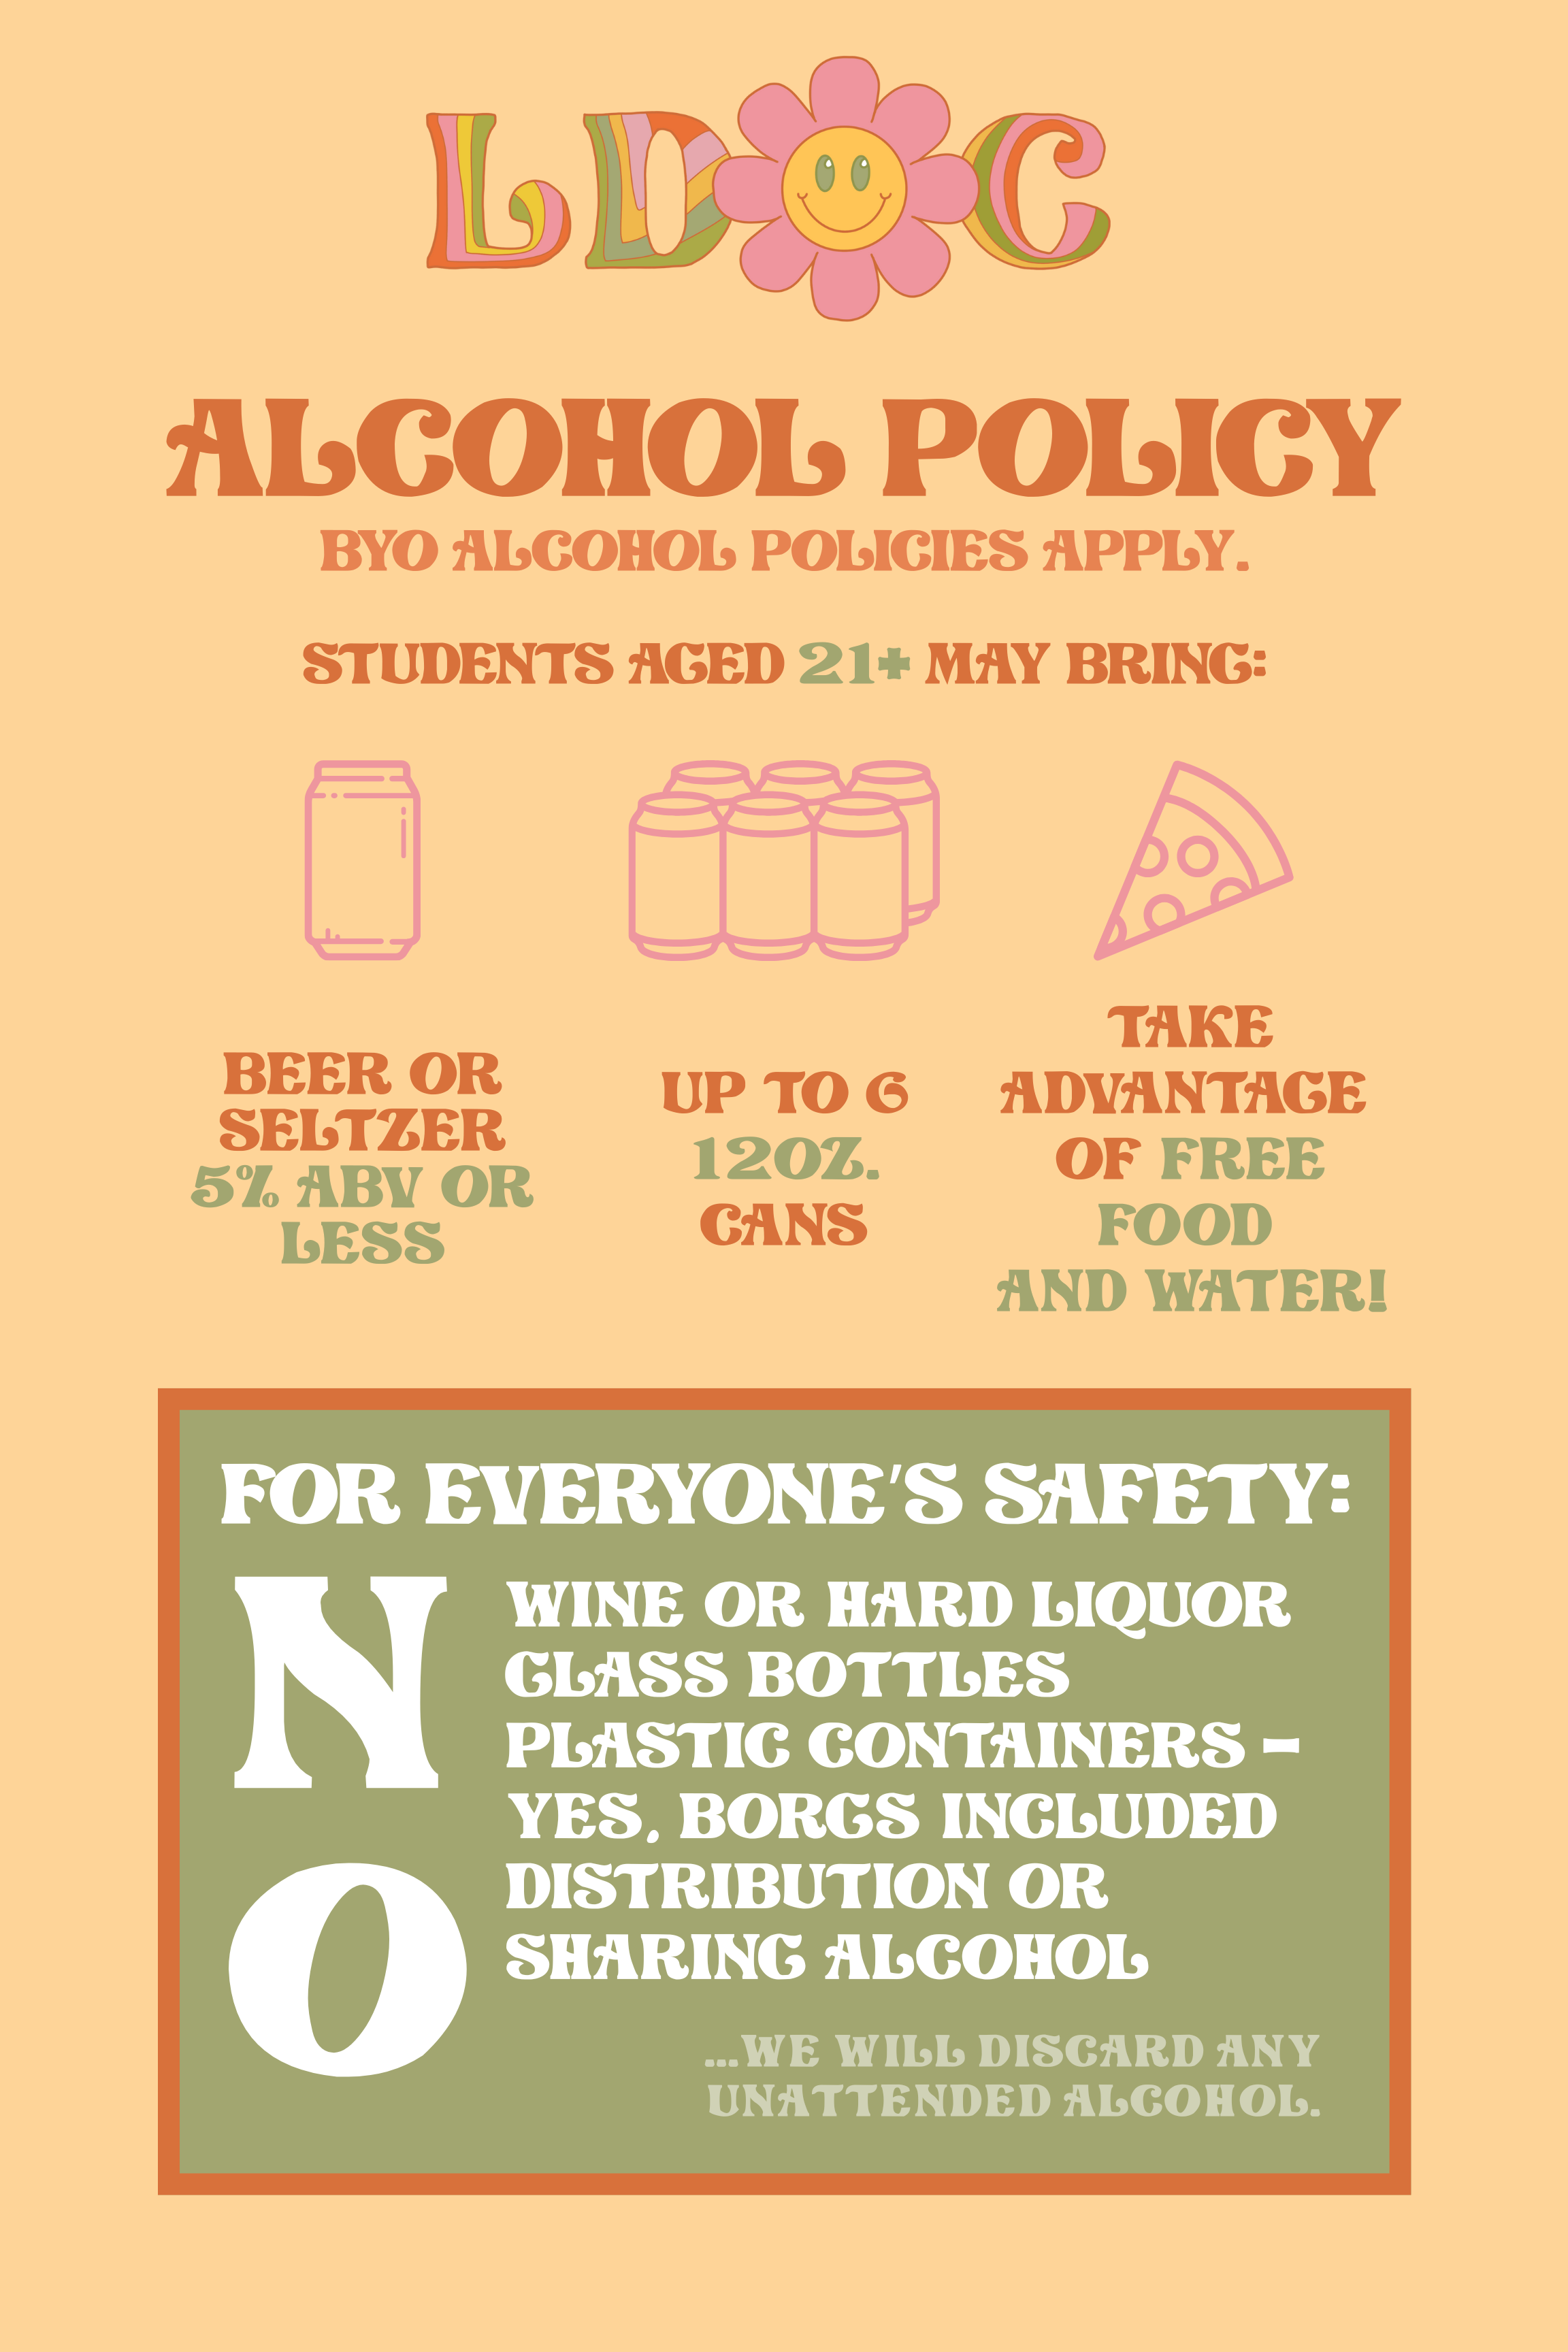 LDOC
ALCOHOL POLICY
BYO ALCOHOL POLICIES APPLY.
STUDENTS AGED 21+ MAY BRING:
BEER OR
SELTZER
5% ABV OR
LESS
UP TO 6
12OZ.
CANS
TAKE
ADVANTAGE
OF FREE
FOOD
AND WATER!
FOR EVERYONE'S SAFETY:
NO
WINE OR HARD LIQUOR
GLASS BOTTLES
PLASTIC CONTAINERS -
YES, BORGS INCLUDED
DISTRIBUTION OR
SHARING ALCOHOL
...WE WILL DISCARD ANY
UNATTENDED ALCOHOL.